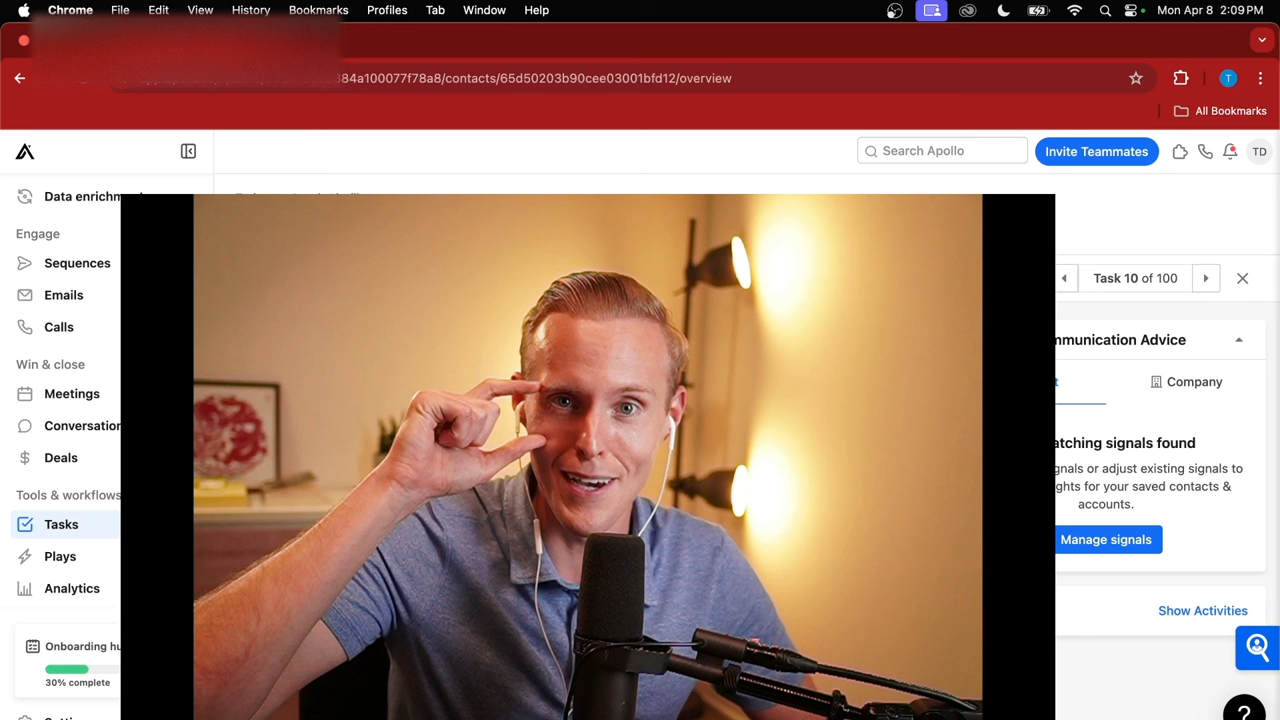 Chrome File Edit View History Bookmarks Profiles Tab Window Help Mon Apr 8 2:09 PM
84a100077f78a8/contacts/65d50203b90cee03001bfd12/overview T
All Bookmarks
Search Apollo Invite Teammates TD
Data enrichm
Engage
Sequences
Task 10 of 100
Emails
Calls
mmunication Advice
Win & close
Company
Meetings
Conversation
atching signals found
Deals
gnals or adjust existing signals to
ghts for your saved contacts &
accounts.
Tools & workflows
Tasks
Manage signals
Plays
Analytics
Show Activities
Onboarding hu
30% complete
?